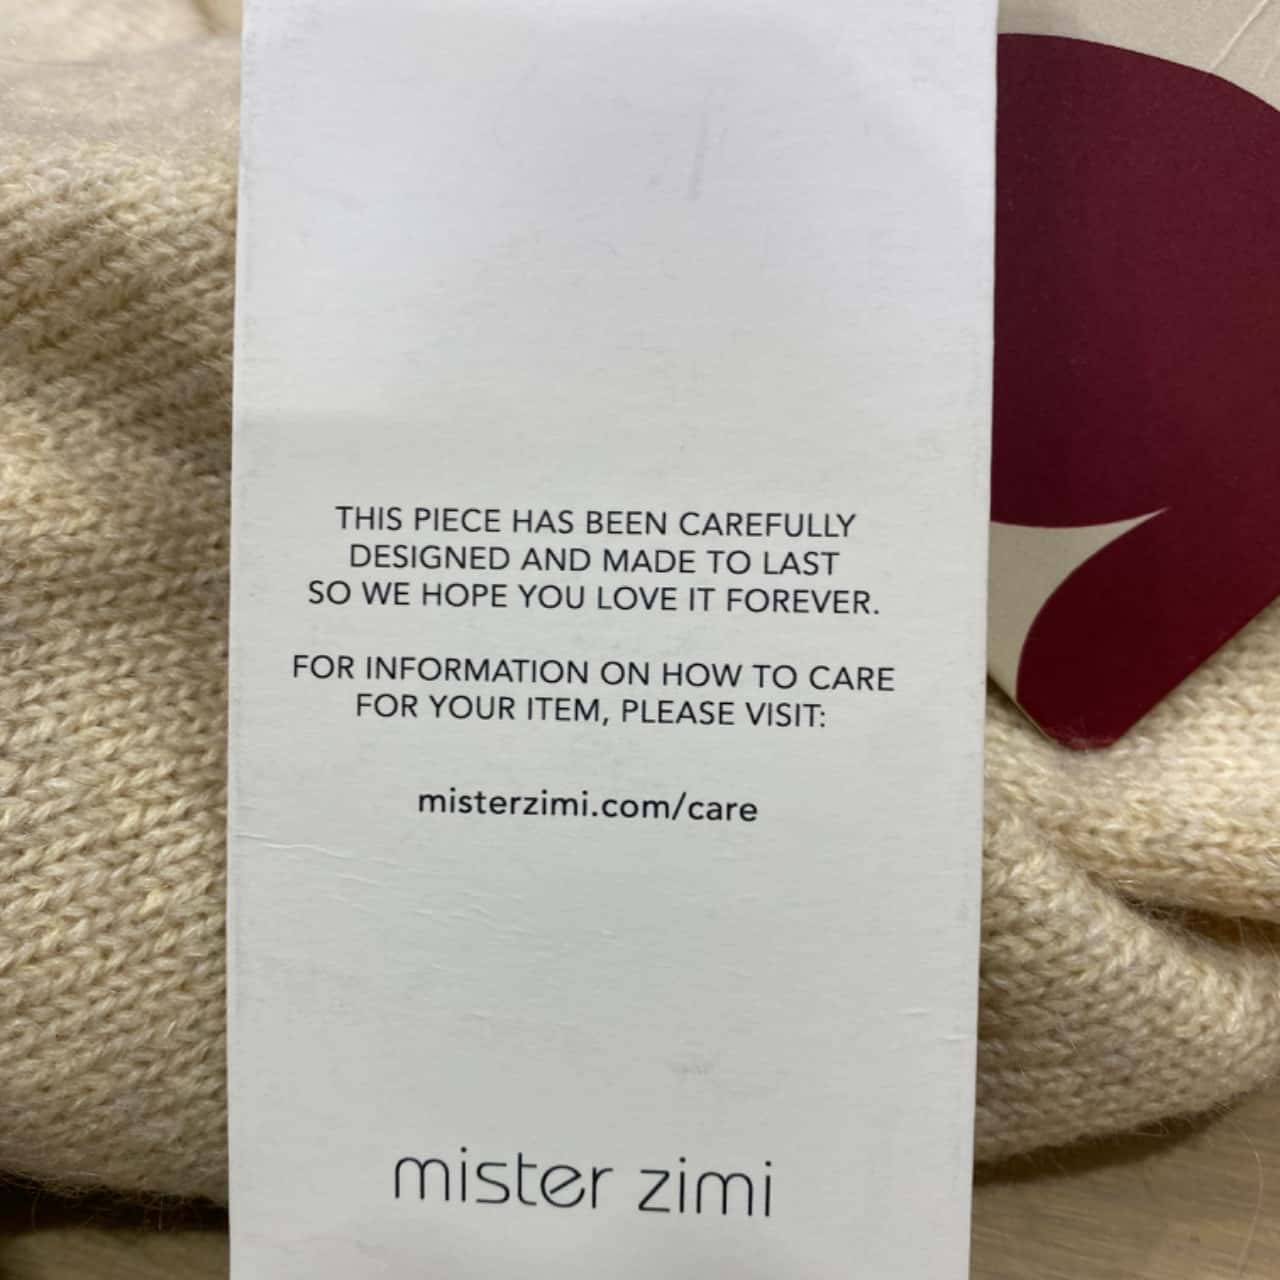 THIS PIECE HAS BEEN CAREFULLY
DESIGNED AND MADE TO LAST
SO WE HOPE YOU LOVE IT FOREVER.
FOR INFORMATION ON HOW TO CARE
FOR YOUR ITEM, PLEASE VISIT:
misterzimi.com/care
mister zimi